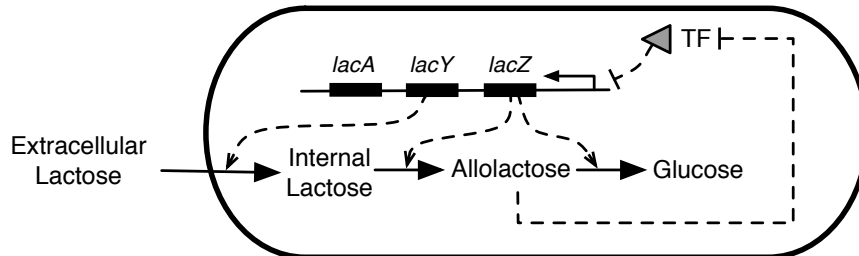 lacA lacY lacZ TF
Extracellular
Lactose
Internal
Lactose
Allolactose
Glucose